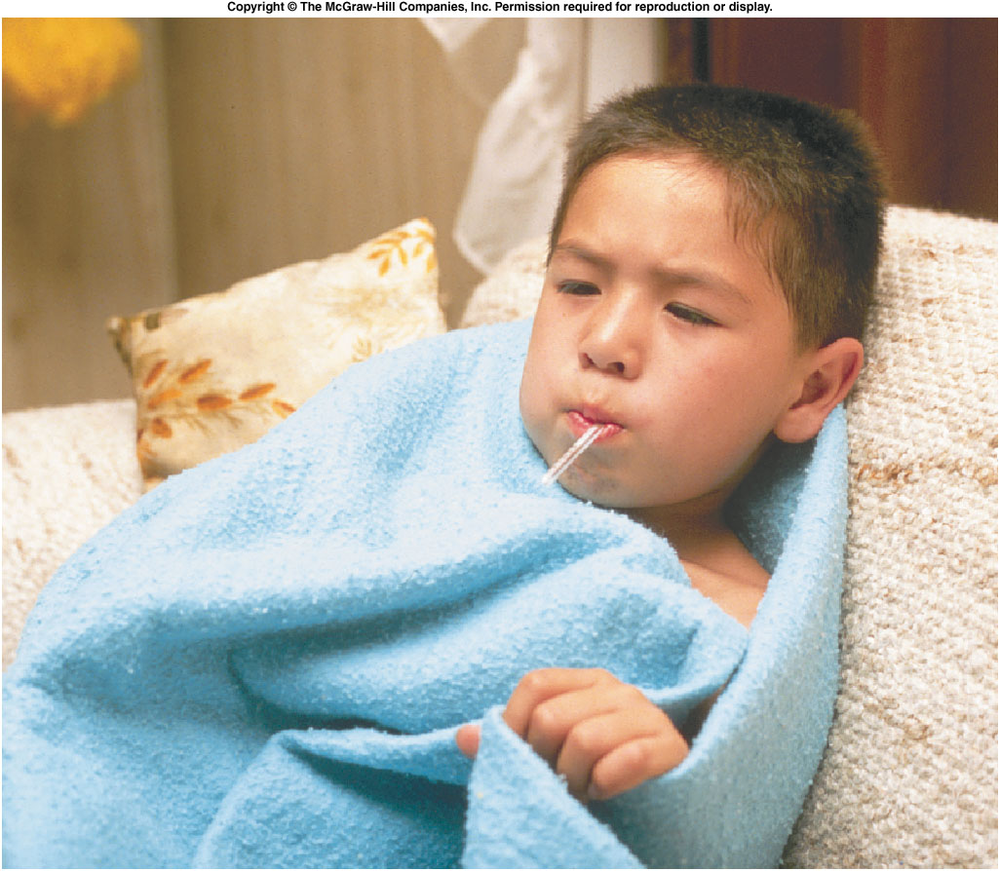 Copyright © The McGraw-Hill Companies, Inc. Permission required for reproduction or display.